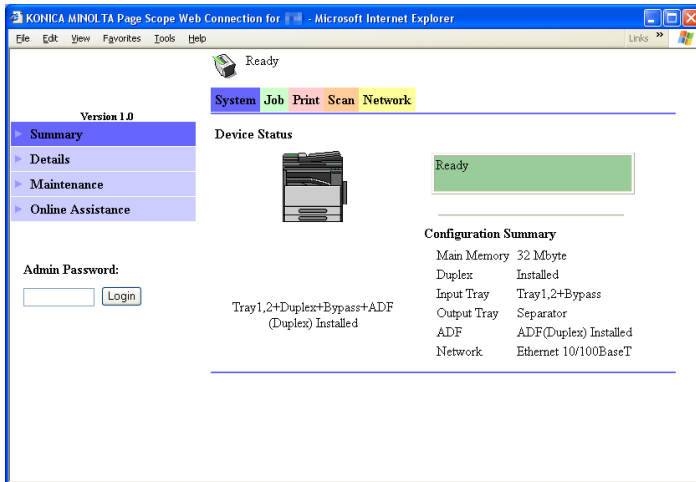 KONICA MINOLTA Page Scope Web Connection for - Microsoft Internet Explorer
File Edit View Favorites Tools Help Links »
Ready
System Job Print Scan Network
Version 1.0
Summary
Details
Maintenance
Online Assistance
Admin Password:
Login
Device Status
Ready
Tray1,2+Duplex+Bypass+ADF
(Duplex) Installed
Configuration Summary
Main Memory 32 Mbyte
Duplex Installed
Input Tray Tray1,2+Bypass
Output Tray Separator
ADF ADF(Duplex) Installed
Network Ethernet 10/100BaseT